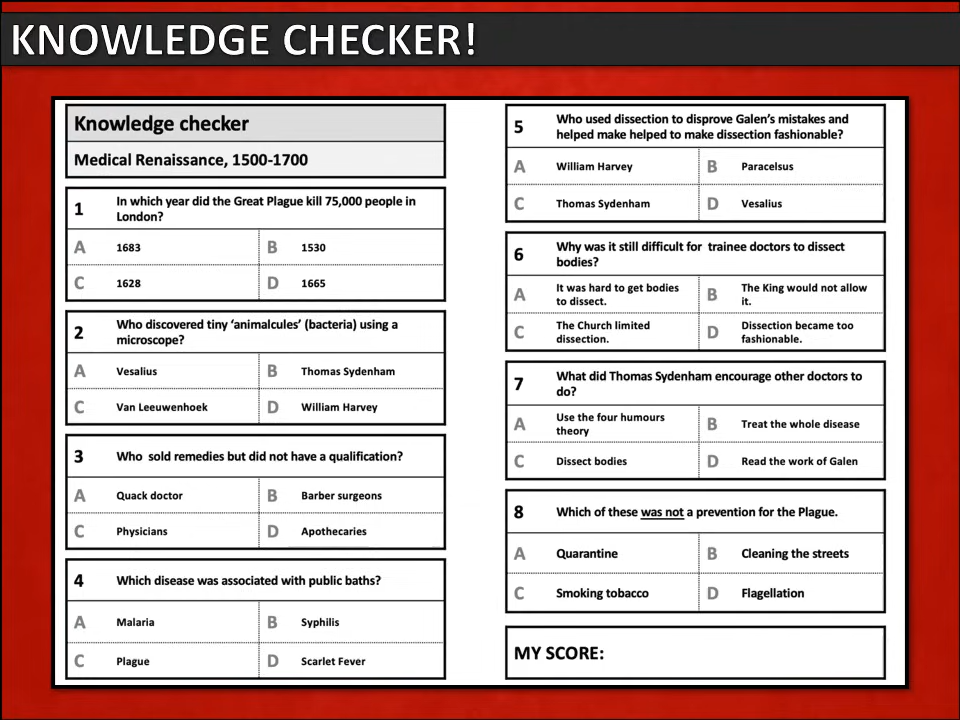 KNOWLEDGE CHECKER!
Knowledge checker
Medical Renaissance, 1500-1700
1 In which year did the Great Plague kill 75,000 people in
London?
A 1683 B 1530
C 1628 D 1665
2 Who discovered tiny ‘animalcules’ (bacteria) using a
microscope?
A Vesalius B Thomas Sydenham
C Van Leeuwenhoek D William Harvey
3 Who sold remedies but did not have a qualification?
A Quack doctor B Barber surgeons
C Physicians D Apothecaries
4 Which disease was associated with public baths?
A Malaria B Syphilis
C Plague D Scarlet Fever
5 Who used dissection to disprove Galen’s mistakes and
helped make helped to make dissection fashionable?
A William Harvey B Paracelsus
C Thomas Sydenham D Vesalius
6 Why was it still difficult for trainee doctors to dissect
bodies?
A It was hard to get bodies
to dissect.
B The King would not allow
it.
C The Church limited
dissection.
D Dissection became too
fashionable.
7 What did Thomas Sydenham encourage other doctors to
do?
A Use the four humours
theory
B Treat the whole disease
C Dissect bodies D Read the work of Galen
8 Which of these was not a prevention for the Plague.
A Quarantine B Cleaning the streets
C Smoking tobacco D Flagellation
MY SCORE: